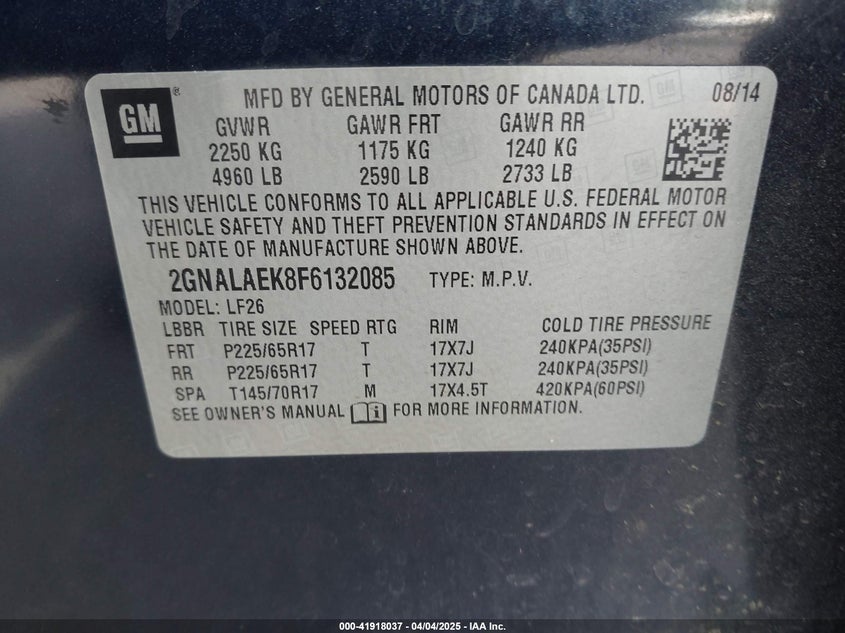 GM® MFD BY GENERAL MOTORS OF CANADA LTD. 08/14
GVWR GAWR FRT GAWR RR
2250 KG 1175 KG 1240 KG
4960 LB 2590 LB 2733 LB
THIS VEHICLE CONFORMS TO ALL APPLICABLE U.S. FEDERAL MOTOR
VEHICLE SAFETY AND THEFT PREVENTION STANDARDS IN EFFECT ON
THE DATE OF MANUFACTURE SHOWN ABOVE.
2GNALAEK8F6132085 TYPE: M.P.V.
MODEL: LF26
LBBR TIRE SIZE SPEED RTG RIM COLD TIRE PRESSURE
FRT P225/65R17 T 17X7J 240KPA(35PSI)
RR P225/65R17 T 17X7J 240KPA(35PSI)
SPA T145/70R17 M 17X4.5T 420KPA(60PSI)
SEE OWNER'S MANUAL FOR MORE INFORMATION.
000-41918037 - 04/04/2025 - IAA Inc.